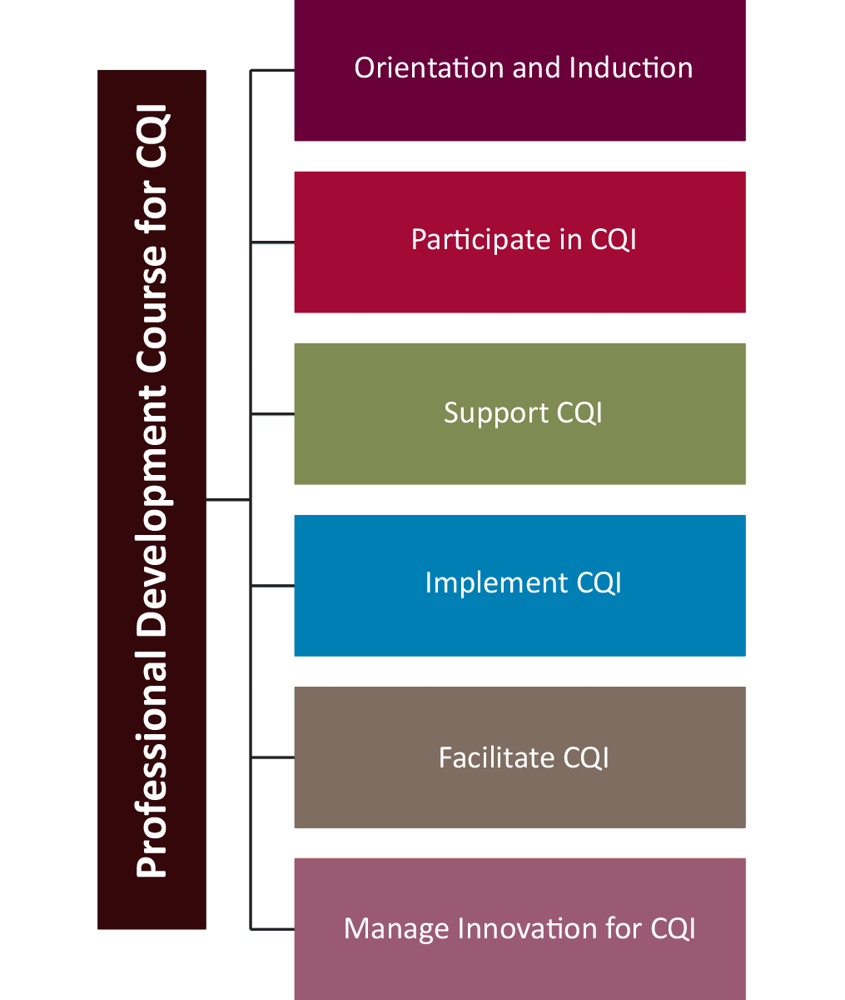 Professional Development Course for CQI
Orientation and Induction
Participate in CQI
Support CQI
Implement CQI
Facilitate CQI
Manage Innovation for CQI